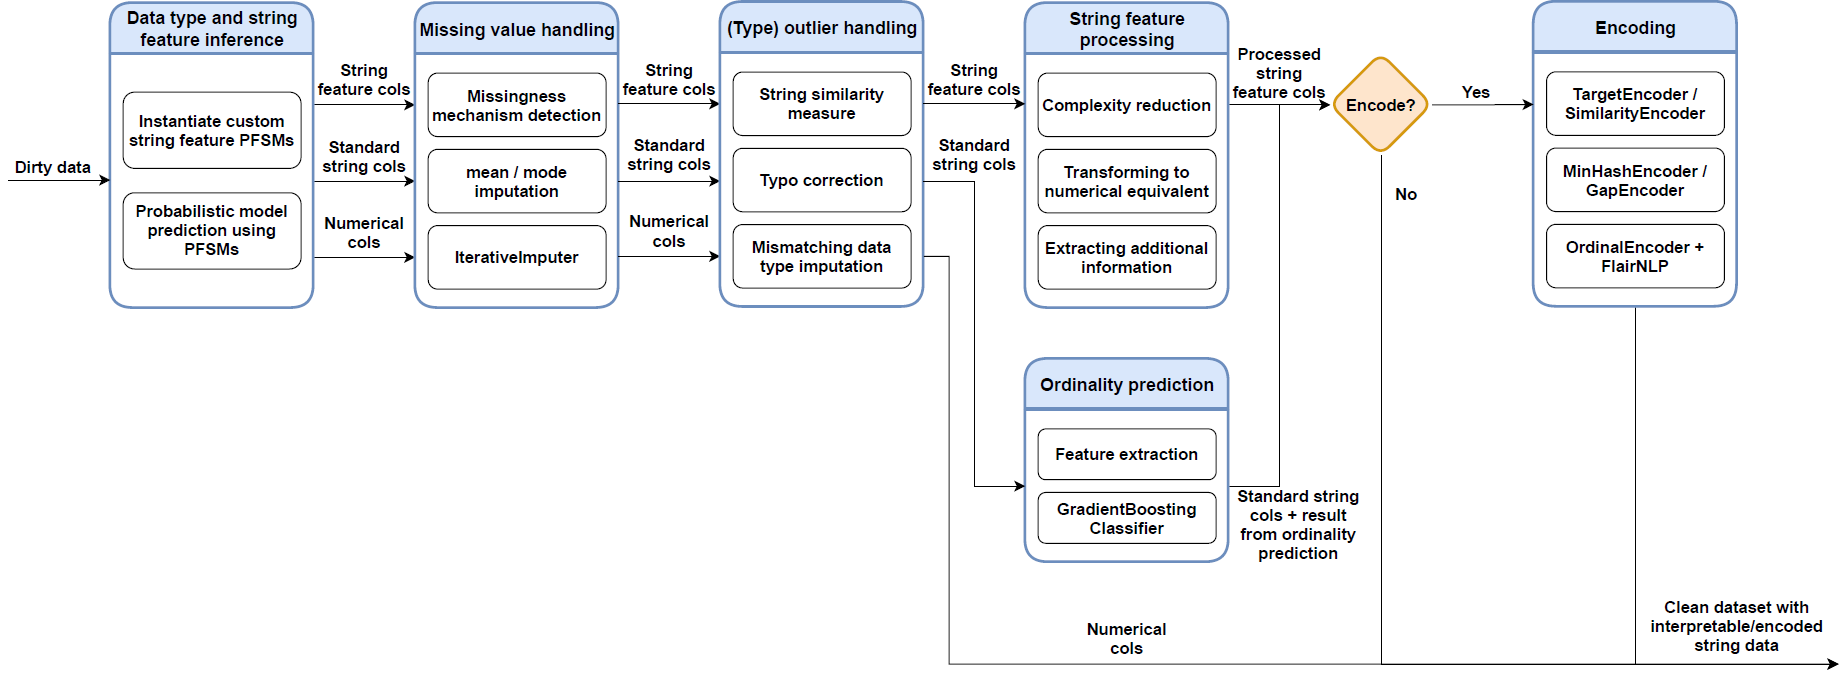 Dirty data
Data type and string
feature inference
Instantiate custom
string feature PFSMs
Probabilistic model
prediction using
PFSMs
String
feature cols
Standard
string cols
Numerical
cols
Missing value handling
Missingness
mechanism detection
mean / mode
imputation
IterativeImputer
String
feature cols
Standard
string cols
Numerical
cols
(Type) outlier handling
String similarity
measure
Typo correction
Mismatching data
type imputation
String
feature cols
Standard
string cols
String feature
processing
Complexity reduction
Transforming to
numerical equivalent
Extracting additional
information
Processed
string
feature cols
Ordinality prediction
Feature extraction
GradientBoosting
Classifier
Standard string
cols + result
from ordinality
prediction
Numerical
cols
Encode?
Yes
No
Encoding
TargetEncoder /
SimilarityEncoder
MinHashEncoder /
GapEncoder
OrdinalEncoder +
FlairNLP
Clean dataset with
interpretable/encoded
string data